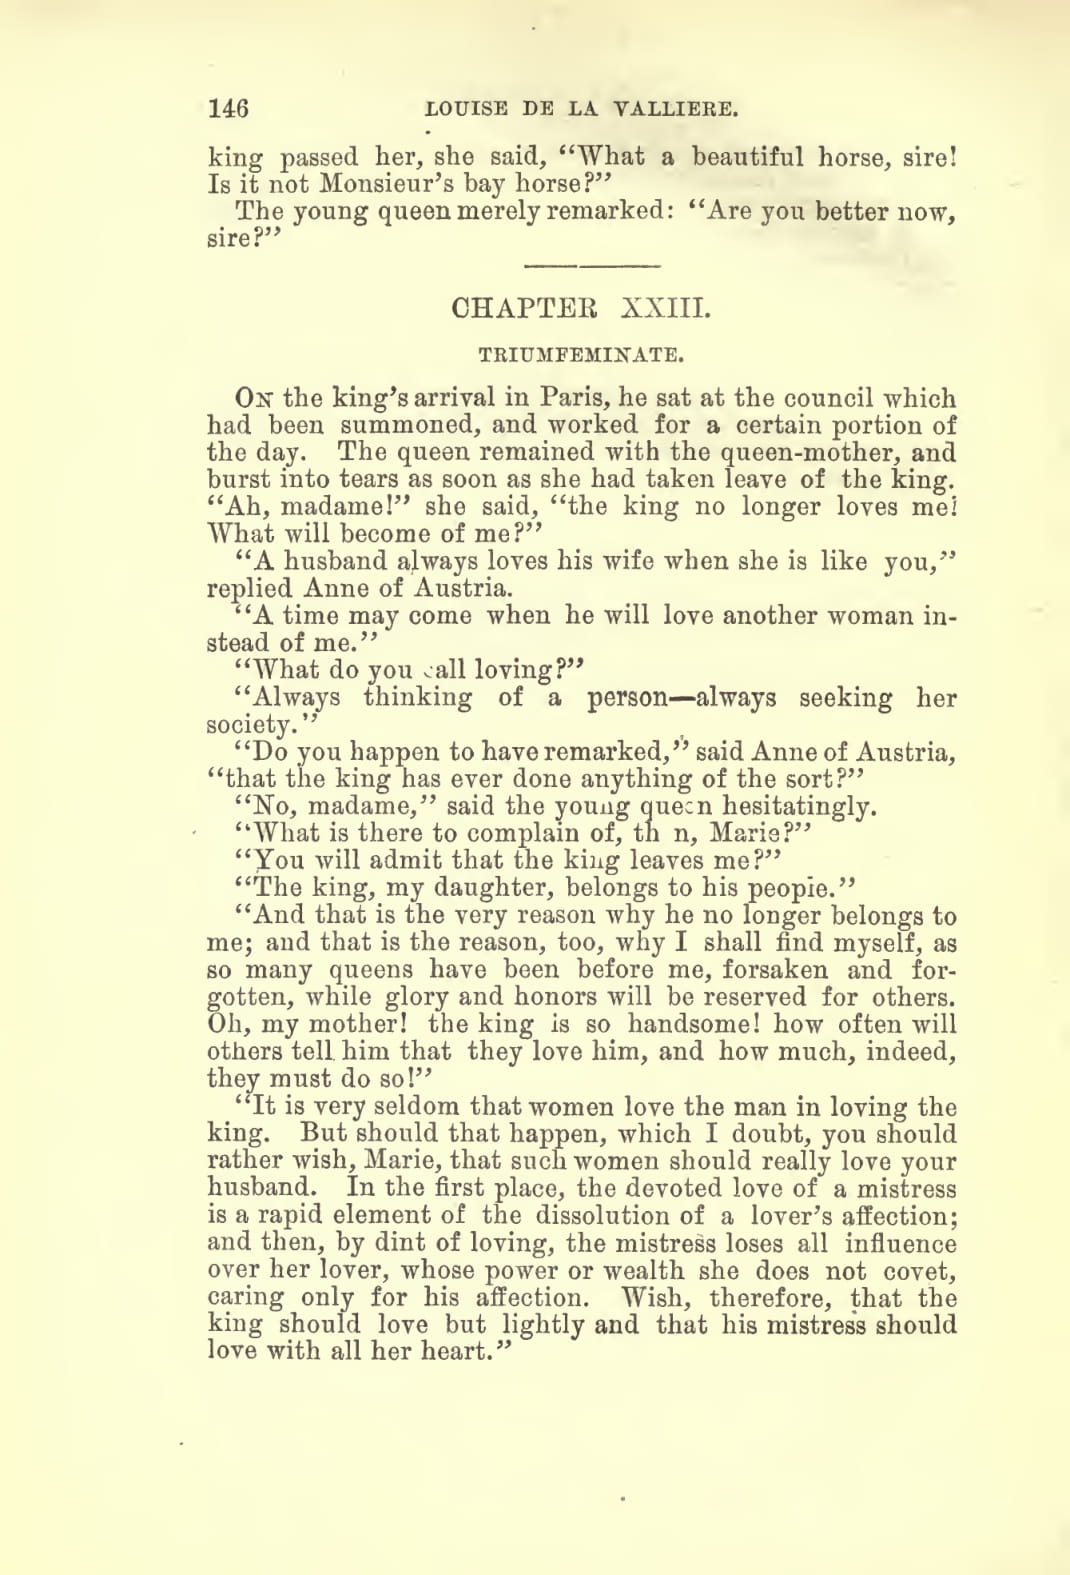 146 LOUISE DE LA VALLIERE.
king passed her, she said, “What a beautiful horse, sire!
Is it not Monsieur’s bay horse?”
The young queen merely remarked: “Are you better now,
sire?”
CHAPTER XXIII.
TRIUMFEMINATE.
ON the king’s arrival in Paris, he sat at the council which
had been summoned, and worked for a certain portion of
the day. The queen remained with the queen-mother, and
burst into tears as soon as she had taken leave of the king.
“Ah, madame!” she said, “the king no longer loves me!
What will become of me?”
“A husband always loves his wife when she is like you,”
replied Anne of Austria.
“A time may come when he will love another woman in-
stead of me.”
“What do you call loving?”
“Always thinking of a person—always seeking her
society.”
“Do you happen to have remarked,” said Anne of Austria,
“that the king has ever done anything of the sort?”
“No, madame,” said the young queen hesitatingly.
“What is there to complain of, th n, Marie?”
“You will admit that the king leaves me?”
“The king, my daughter, belongs to his people.”
“And that is the very reason why he no longer belongs to
me; and that is the reason, too, why I shall find myself, as
so many queens have been before me, forsaken and for-
gotten, while glory and honors will be reserved for others.
Oh, my mother! the king is so handsome! how often will
others tell him that they love him, and how much, indeed,
they must do so!”
“It is very seldom that women love the man in loving the
king. But should that happen, which I doubt, you should
rather wish, Marie, that such women should really love your
husband. In the first place, the devoted love of a mistress
is a rapid element of the dissolution of a lover’s affection;
and then, by dint of loving, the mistress loses all influence
over her lover, whose power or wealth she does not covet,
caring only for his affection. Wish, therefore, that the
king should love but lightly and that his mistress should
love with all her heart.”